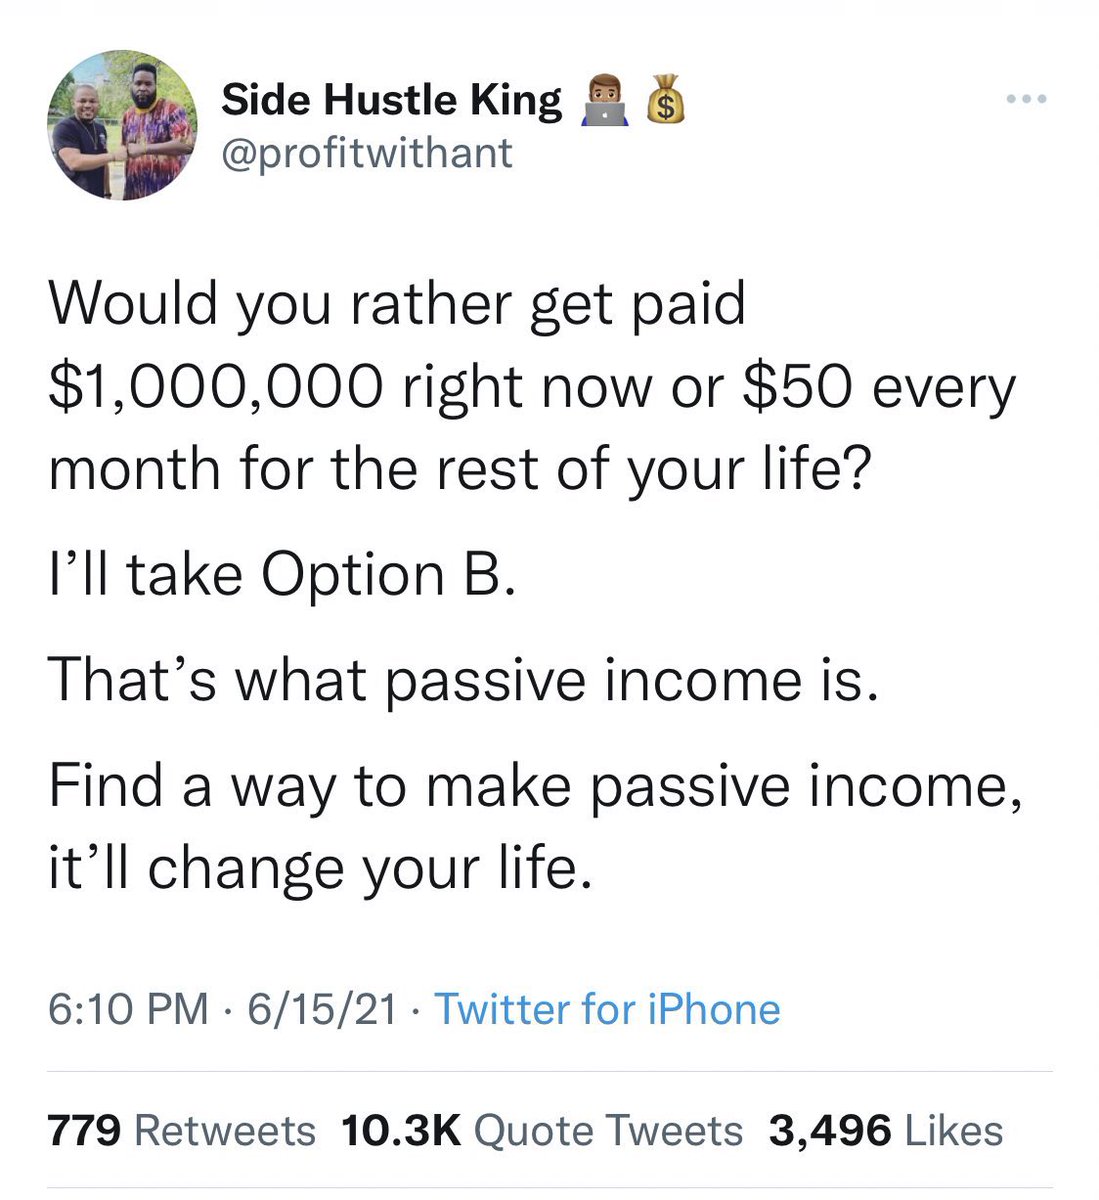 Side Hustle King 👨🏽‍💻 💰
@profitwithant
Would you rather get paid
$1,000,000 right now or $50 every
month for the rest of your life?
I’ll take Option B.
That’s what passive income is.
Find a way to make passive income,
it’ll change your life.
6:10 PM · 6/15/21 · Twitter for iPhone
779 Retweets 10.3K Quote Tweets 3,496 Likes